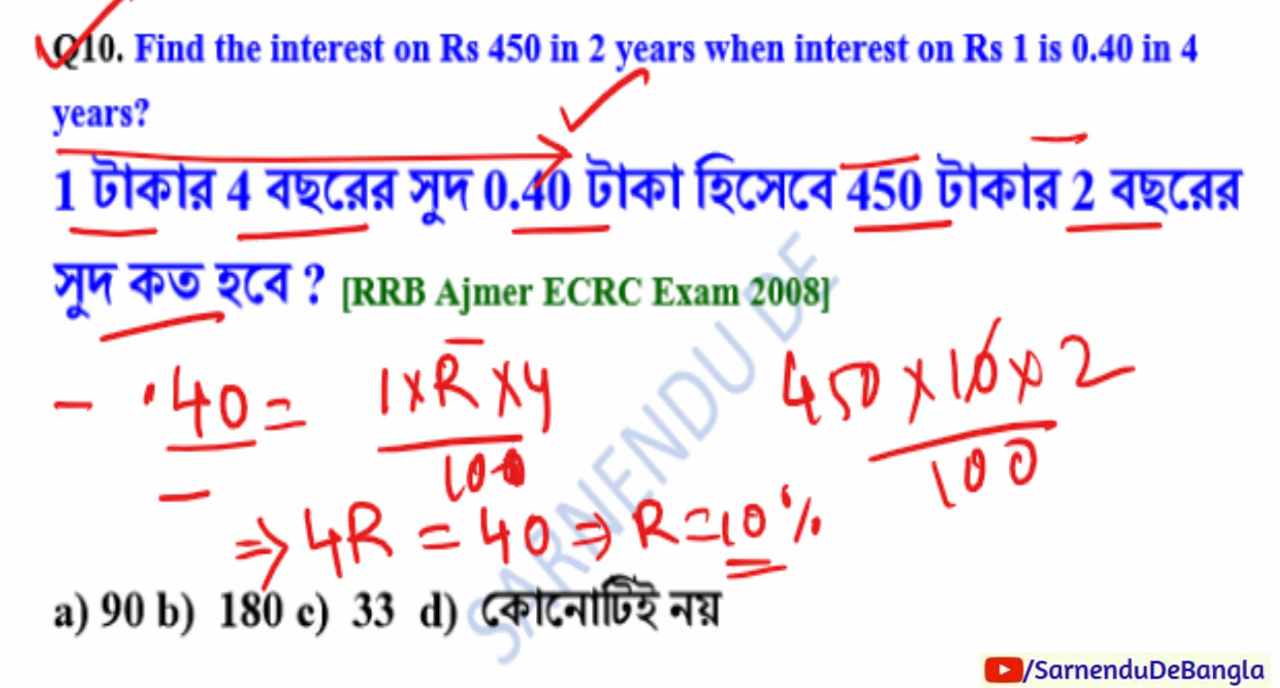 Q10. Find the interest on Rs 450 in 2 years when interest on Rs 1 is 0.40 in 4
years?
1 টাকার 4 বছরের সুদ 0.40 টাকা হিসেবে 450 টাকার 2 বছরের
সুদ কত হবে ? [RRB Ajmer ECRC Exam 2008]
.40 = 1×R×4 / 100
450×10×2 / 100
⇒ 4R = 40 ⇒ R=10%
a) 90 b) 180 c) 33 d) কোনোটিই নয়
SARNENDU DE
/SarnenduDeBangla